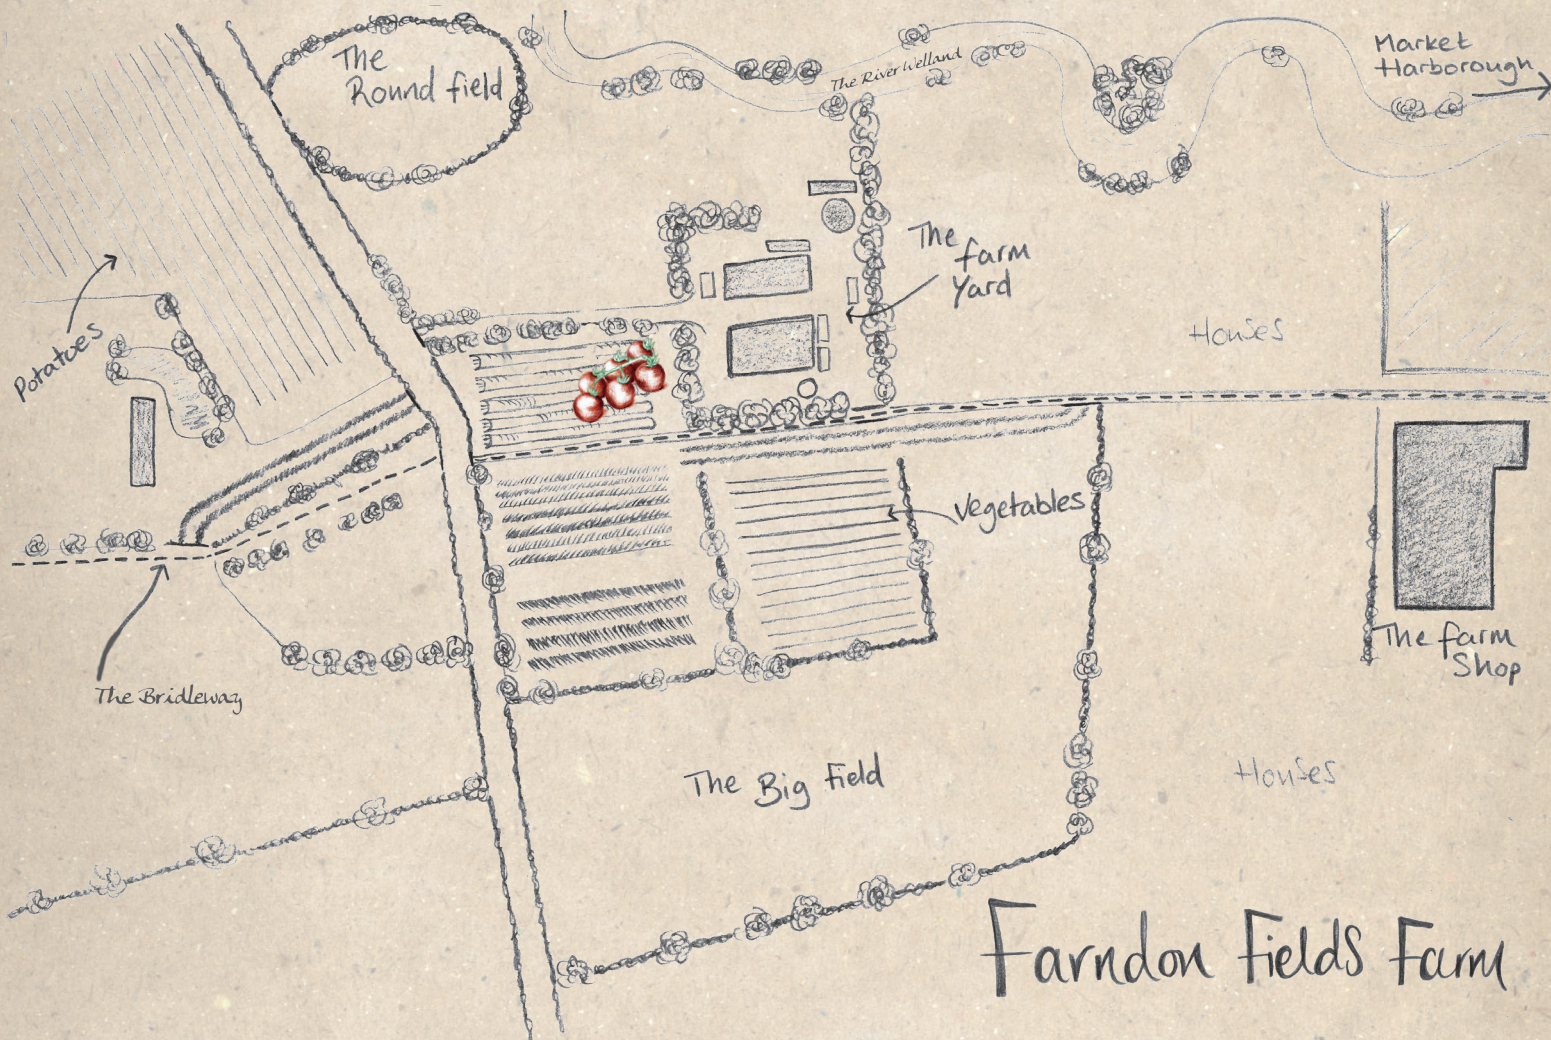 The
Round field
The River Welland
Market
Harborough
The
farm
Yard
Houses
Potatoes
Vegetables
The farm
Shop
The Bridleway
The Big Field
Houses
Farndon Fields Farm